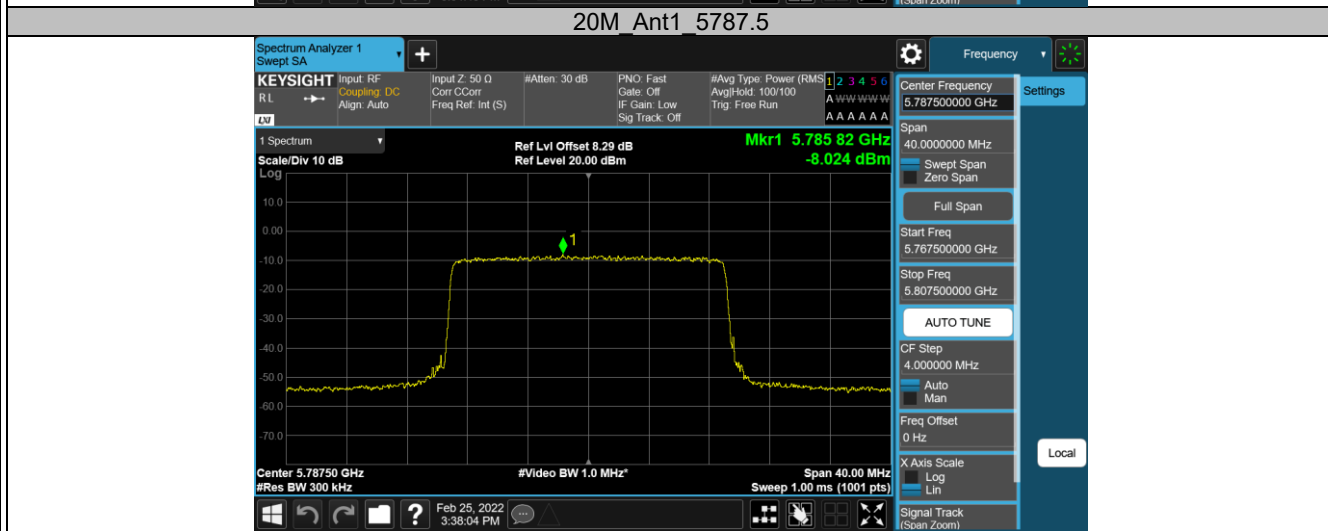 (Span Zoom)
20M_Ant1_5787.5
Spectrum Analyzer 1
Swept SA
+
Frequency
KEYSIGHT
Input: RF
Input Z: 50 Ω
#Atten: 30 dB
PNO: Fast
#Avg Type: Power (RMS
1 2 3 4 5 6
RL
Coupling: DC
Corr CCorr
Gate: Off
Avg|Hold: 100/100
A W W W W W
Align: Auto
Freq Ref: Int (S)
IF Gain: Low
Trig: Free Run
LXI
Sig Track: Off
A A A A A A
Center Frequency
5.787500000 GHz
Settings
1 Spectrum
Ref Lvl Offset 8.29 dB
Mkr1 5.785 82 GHz
Scale/Div 10 dB
Ref Level 20.00 dBm
-8.024 dBm
Log
10.0
0.00
1
-10.0
-20.0
-30.0
-40.0
-50.0
-60.0
-70.0
Center 5.78750 GHz
#Video BW 1.0 MHz*
Span 40.00 MHz
#Res BW 300 kHz
Sweep 1.00 ms (1001 pts)
Span
40.0000000 MHz
Swept Span
Zero Span
Full Span
Start Freq
5.767500000 GHz
Stop Freq
5.807500000 GHz
AUTO TUNE
CF Step
4.000000 MHz
Auto
Man
Freq Offset
0 Hz
X Axis Scale
Log
Lin
Local
Signal Track
(Span Zoom)
?
Feb 25, 2022
3:38:04 PM